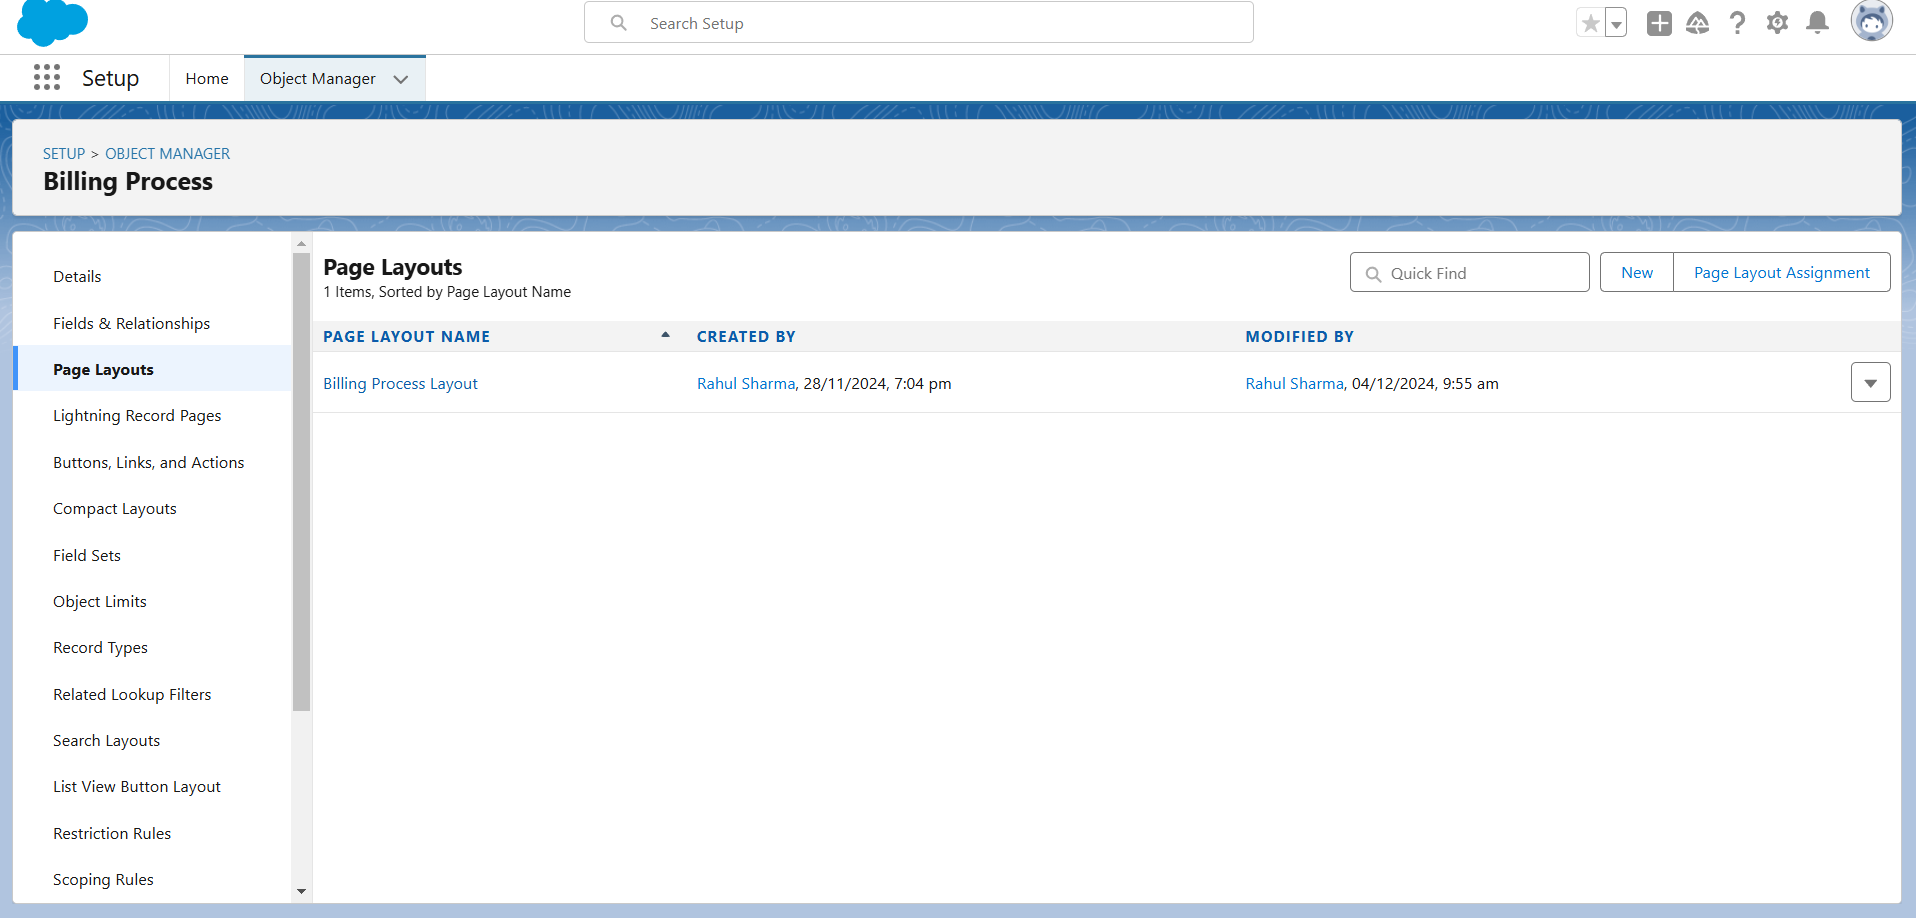 Search Setup
Setup
Home
Object Manager
SETUP > OBJECT MANAGER
Billing Process
Details
Fields & Relationships
Page Layouts
Lightning Record Pages
Buttons, Links, and Actions
Compact Layouts
Field Sets
Object Limits
Record Types
Related Lookup Filters
Search Layouts
List View Button Layout
Restriction Rules
Scoping Rules
Page Layouts
1 Items, Sorted by Page Layout Name
Quick Find
New
Page Layout Assignment
PAGE LAYOUT NAME CREATED BY MODIFIED BY
Billing Process Layout Rahul Sharma, 28/11/2024, 7:04 pm Rahul Sharma, 04/12/2024, 9:55 am